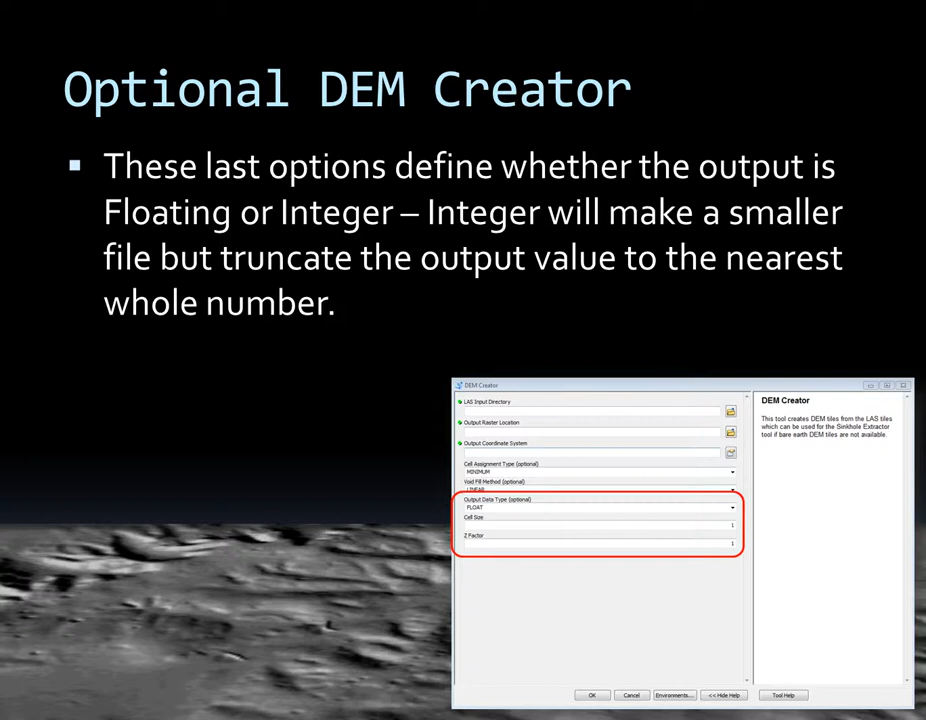 Optional DEM Creator
These last options define whether the output is
Floating or Integer – Integer will make a smaller
file but truncate the output value to the nearest
whole number.
DEM Creator
LAS Input Directory
Output Raster Location
Output Coordinate System
Cell Assignment Type (optional)
MINIMUM
Void Fill Method (optional)
LINEAR
Output Data Type (optional)
FLOAT
Cell Size
1
Z Factor
1
OK
Cancel
Environments...
<< Hide Help
DEM Creator
This tool creates DEM tiles from the LAS tiles
which can be used for the Sinkhole Extractor
tool if bare earth DEM tiles are not available.
Tool Help